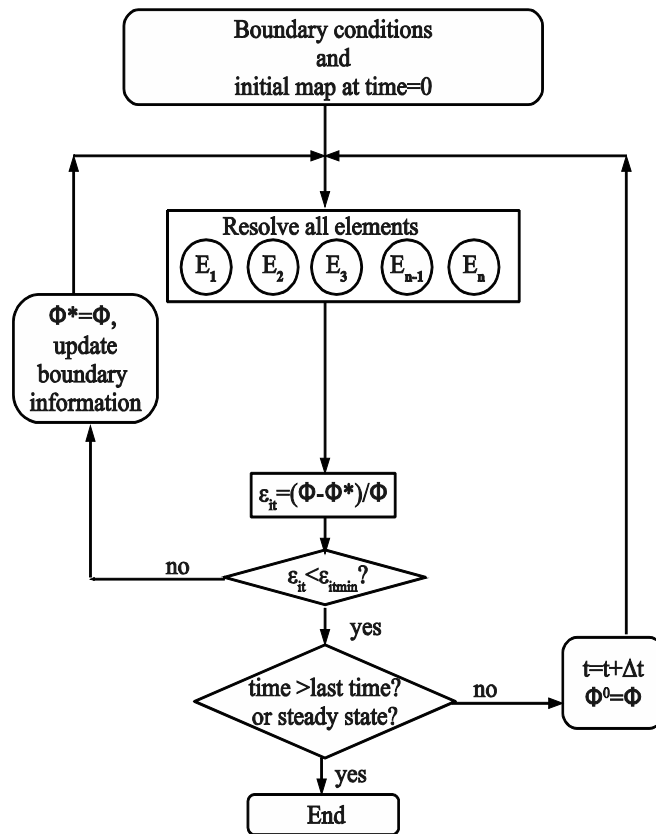 Boundary conditions
and
initial map at time=0
Resolve all elements
E₁ E₂ E₃ Eₙ₋₁ Eₙ
Φ*=Φ,
update
boundary
information
εit=(Φ-Φ*)/Φ
no
εit<εitmin?
yes
time >last time?
or steady state?
no
t=t+Δt
Φ⁰=Φ
yes
End